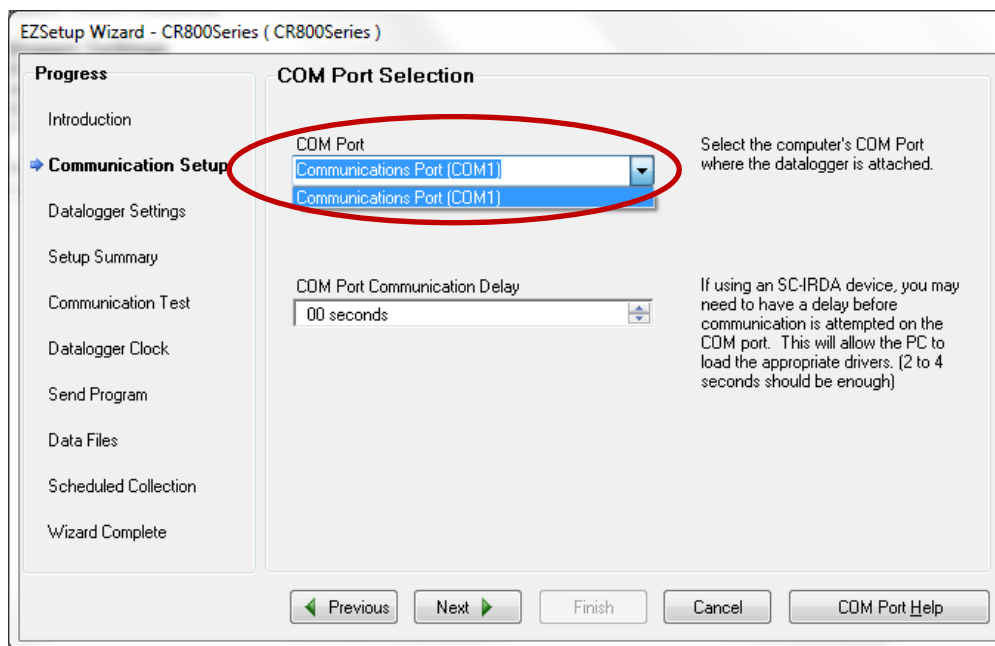 EZSetup Wizard - CR800Series ( CR800Series )
Progress
Introduction
Communication Setup
Datalogger Settings
Setup Summary
Communication Test
Datalogger Clock
Send Program
Data Files
Scheduled Collection
Wizard Complete
COM Port Selection
COM Port
Communications Port (COM1)
Communications Port (COM1)
Select the computer's COM Port
where the datalogger is attached.
COM Port Communication Delay
00 seconds
If using an SC-IRDA device, you may
need to have a delay before
communication is attempted on the
COM port.  This will allow the PC to
load the appropriate drivers. (2 to 4
seconds should be enough)
Previous
Next
Finish
Cancel
COM Port Help